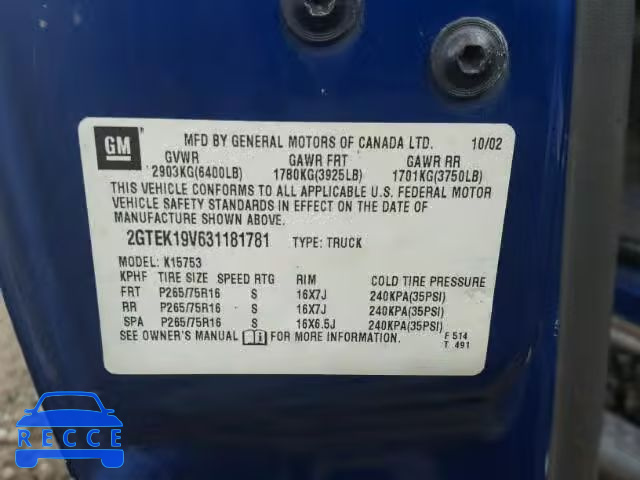 GM
MFD BY GENERAL MOTORS OF CANADA LTD. 10/02
GVWR GAWR FRT GAWR RR
2903KG(6400LB) 1780KG(3925LB) 1701KG(3750LB)
THIS VEHICLE CONFORMS TO ALL APPLICABLE U.S. FEDERAL MOTOR
VEHICLE SAFETY STANDARDS IN EFFECT ON THE DATE OF
MANUFACTURE SHOWN ABOVE.
2GTEK19V631181781 TYPE: TRUCK
MODEL: K15753
KPHF TIRE SIZE SPEED RTG RIM COLD TIRE PRESSURE
FRT P265/75R16 S 16X7J 240KPA(35PSI)
RR P265/75R16 S 16X7J 240KPA(35PSI)
SPA P265/75R16 S 16X6.5J 240KPA(35PSI)
SEE OWNER'S MANUAL FOR MORE INFORMATION. F 514
T 491
autoauctionhistory